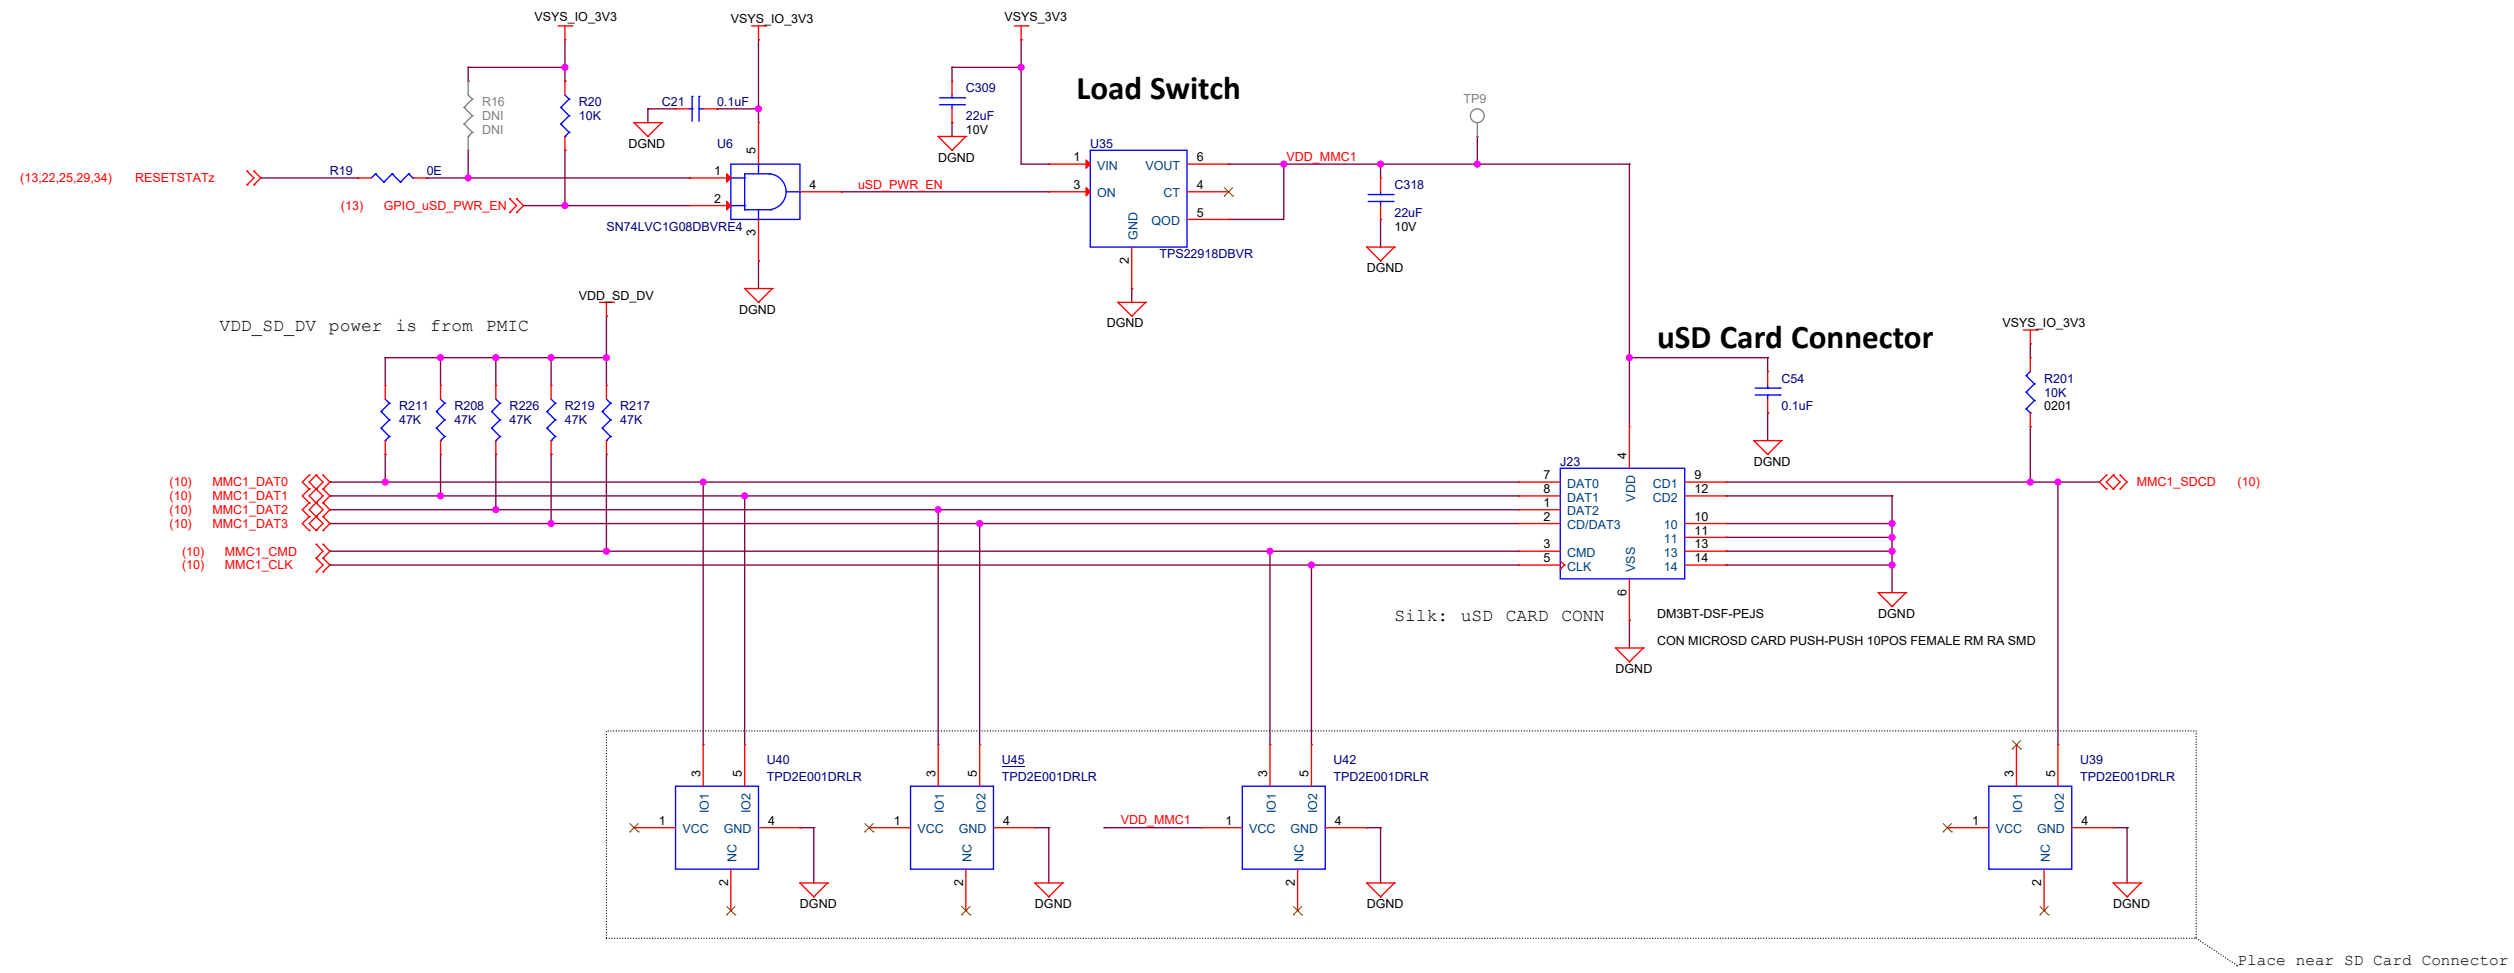 VSYS_IO_3V3
VSYS_IO_3V3
VSYS_3V3
R16
DNI
DNI
R20
10K
C21
0.1uF
DGND
U6
5
C309
22uF
10V
DGND
Load Switch
TP9
(13,22,25,29,34)
RESETSTATz
R19
0E
1
4
2
3
(13)
GPIO_uSD_PWR_EN
SN74LVC1G08DBVRE4
DGND
uSD_PWR_EN
U35
1
VIN
VOUT
6
3
ON
CT
4
GND
QOD
5
2
TPS22918DBVR
DGND
VDD_MMC1
C318
22uF
10V
DGND
VDD_SD_DV
VDD_SD_DV power is from PMIC
uSD Card Connector
VSYS_IO_3V3
R211
47K
R208
47K
R226
47K
R219
47K
R217
47K
C54
0.1uF
DGND
R201
10K
0201
(10)
MMC1_DAT0
(10)
MMC1_DAT1
(10)
MMC1_DAT2
(10)
MMC1_DAT3
(10)
MMC1_CMD
(10)
MMC1_CLK
J23
4
VDD
7
DAT0
CD1
9
8
DAT1
CD2
12
1
DAT2
2
CD/DAT3
10
10
11
11
3
CMD
13
13
5
CLK
14
14
VSS
6
MMC1_SDCD
(10)
DGND
Silk: uSD CARD CONN
DM3BT-DSF-PEJS
CON MICROSD CARD PUSH-PUSH 10POS FEMALE RM RA SMD
DGND
U40
TPD2E001DRLR
3
5
IO1
IO2
1
VCC
GND
4
NC
2
DGND
U45
TPD2E001DRLR
3
5
IO1
IO2
1
VCC
GND
4
NC
2
DGND
U42
TPD2E001DRLR
3
5
IO1
IO2
VDD_MMC1
1
VCC
GND
4
NC
2
DGND
U39
TPD2E001DRLR
3
5
IO1
IO2
1
VCC
GND
4
NC
2
DGND
Place near SD Card Connector